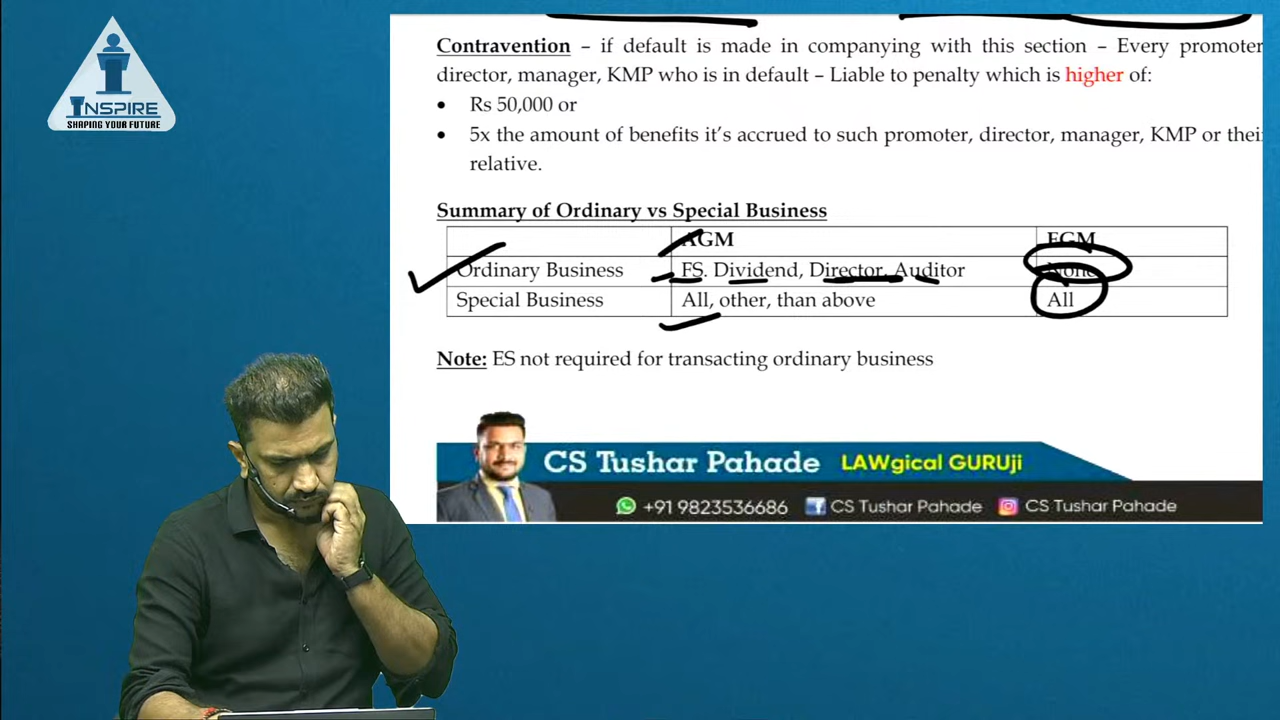 INSPIRE
SHAPING YOUR FUTURE
Contravention – if default is made in companying with this section – Every promoter
director, manager, KMP who is in default – Liable to penalty which is higher of:
• Rs 50,000 or
• 5x the amount of benefits it's accrued to such promoter, director, manager, KMP or thei
relative.
Summary of Ordinary vs Special Business
AGM EGM
Ordinary Business FS. Dividend, Director, Auditor None
Special Business All, other, than above All
Note: ES not required for transacting ordinary business
CS Tushar Pahade LAWgical GURUji
+91 9823536686 CS Tushar Pahade CS Tushar Pahade